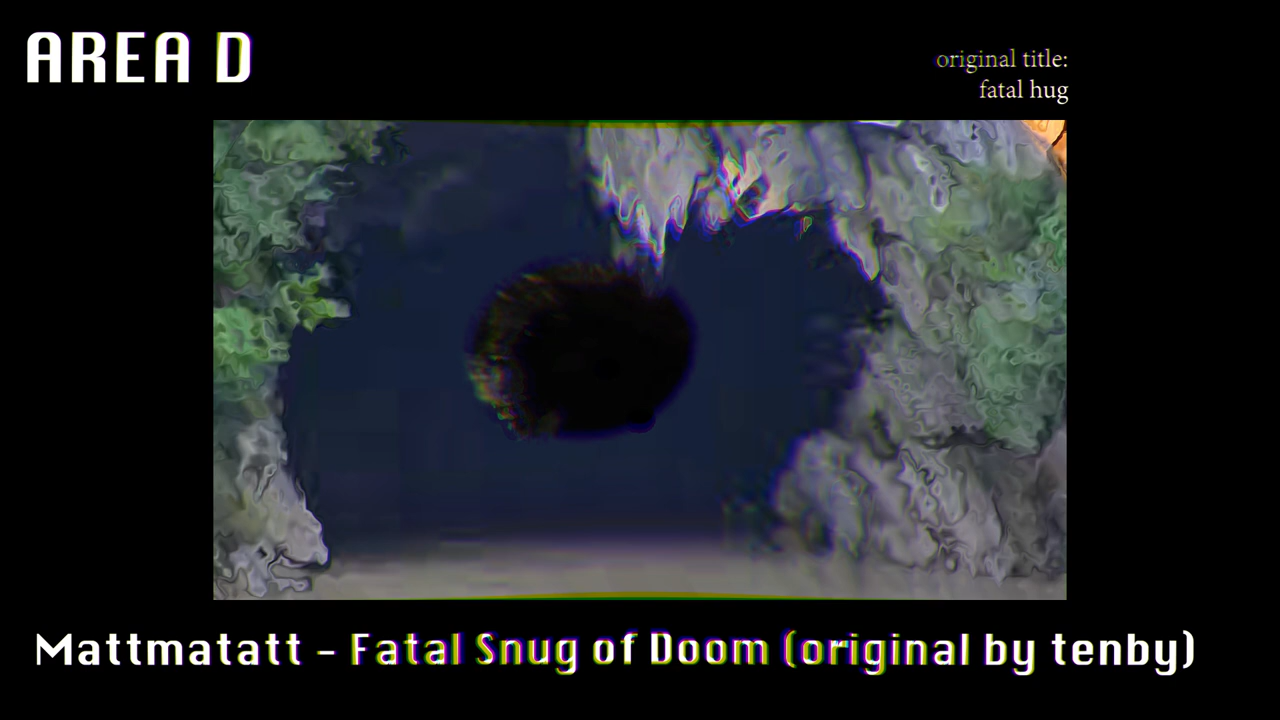 AREA D
original title:
fatal hug
Mattmatatt - Fatal Snug of Doom (original by tenby)